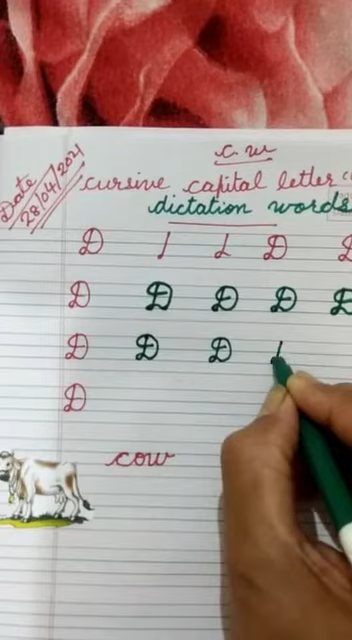 c.w
Date
28/04/2021
cursive capital letter
dictation words
D D
D D D D D
D D D
D
cow